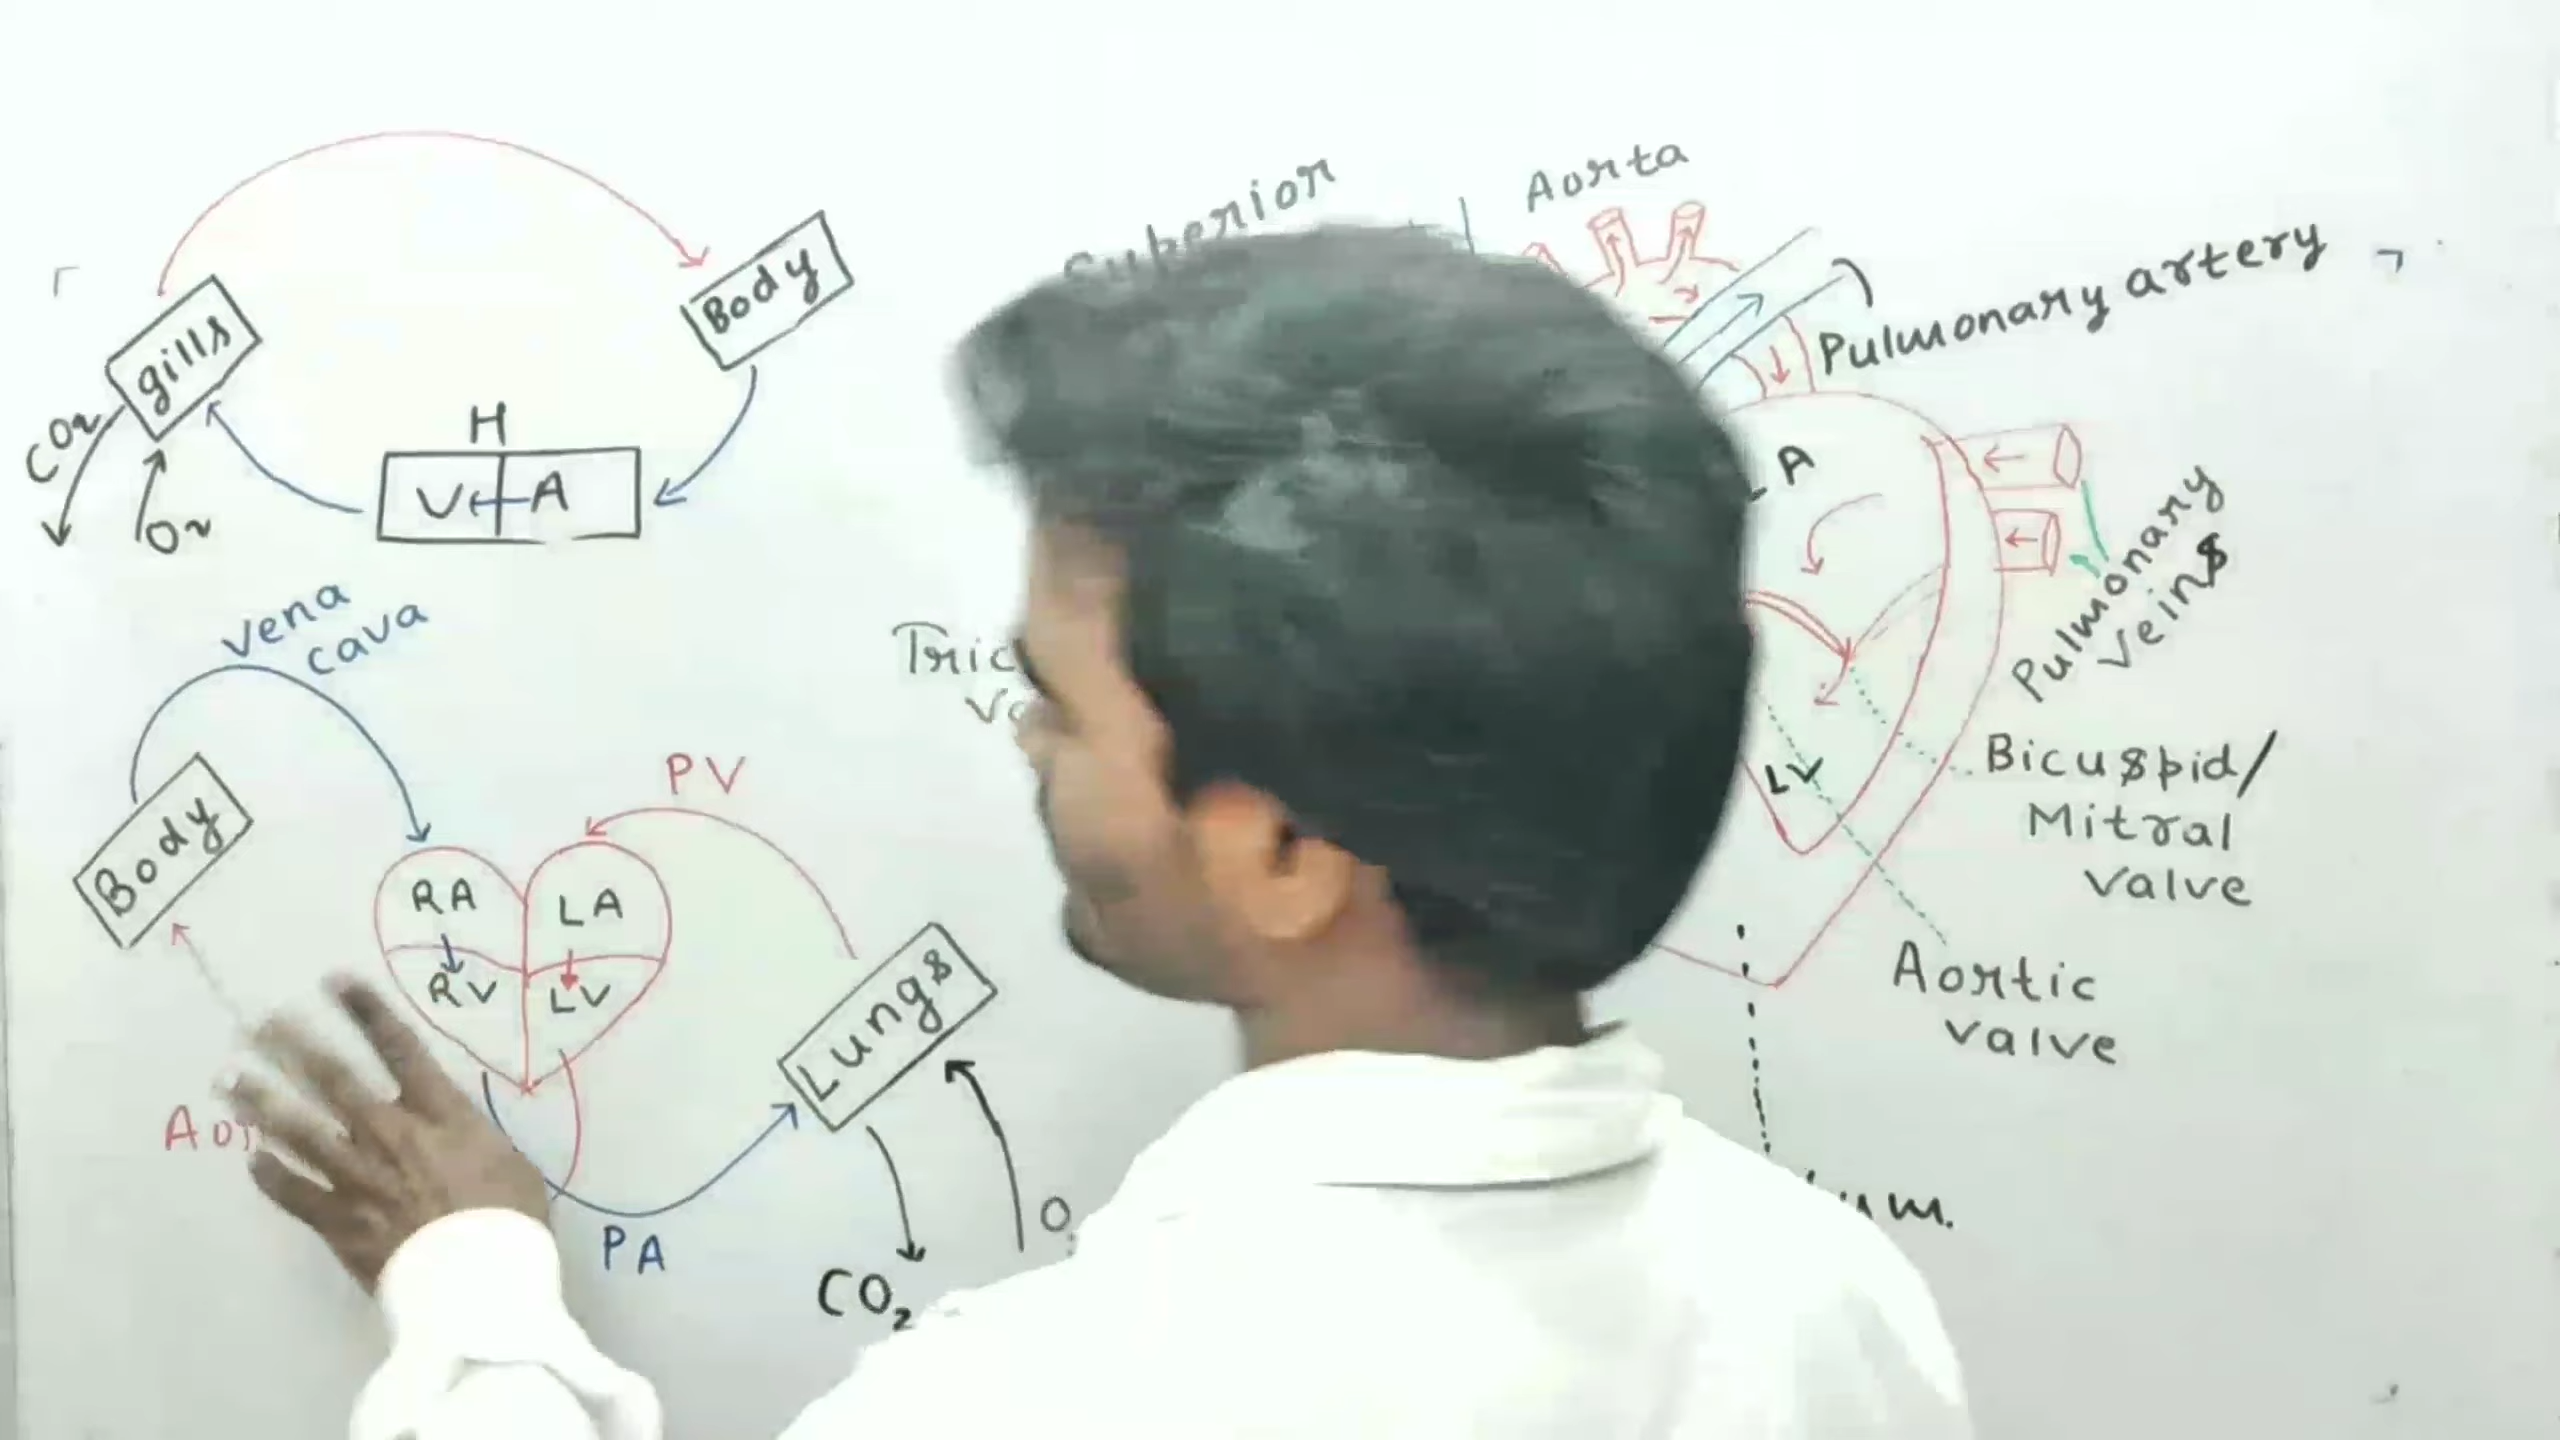 gills
Body
CO2
O2
H
V A
Vena
Cava
Body
PV
RA LA
RV LV
Lungs
PA
CO2
Superior
Aorta
Pulmonary artery
Pulmonary
Veins
LV
Bicuspid/
Mitral
Valve
Aortic
Valve